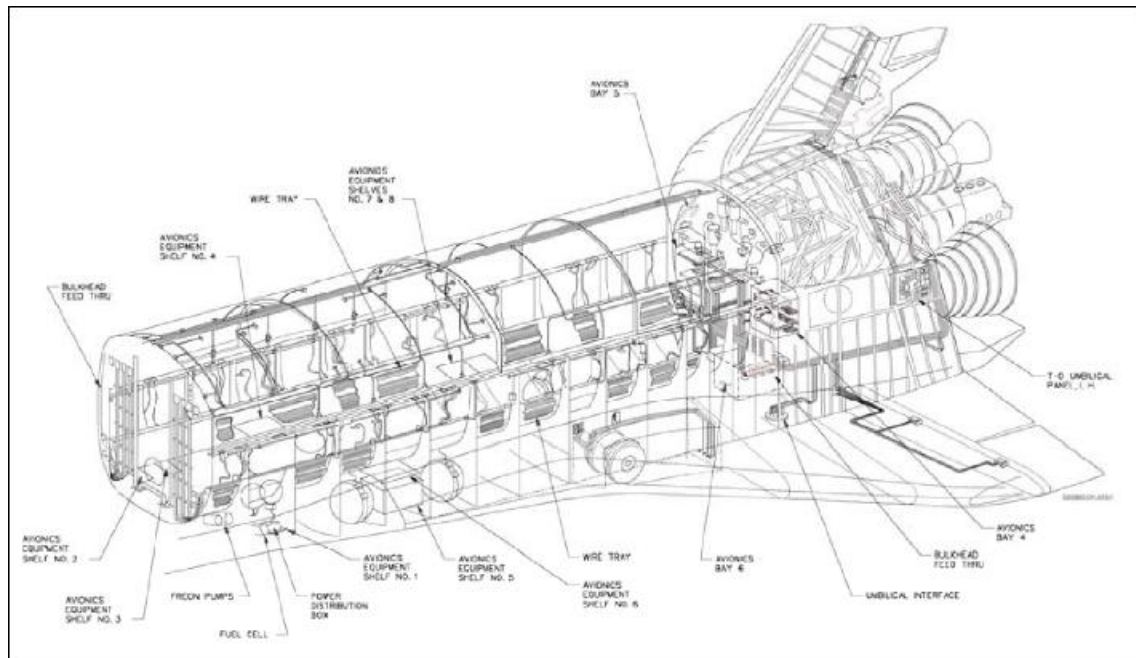 AVIONICS
BAY 5
AVIONICS
EQUIPMENT
SHELVES
NO. 7 & 8
WIRE TRAY
AVIONICS
EQUIPMENT
SHELF NO. 4
BULKHEAD
FEED THRU
T-O UMBILICAL
PANEL, L.H.
AVIONICS
EQUIPMENT
SHELF NO. 2
AVIONICS
EQUIPMENT
SHELF NO. 3
FREON PUMPS
FUEL CELL
POWER
DISTRIBUTION
BOX
AVIONICS
EQUIPMENT
SHELF NO. 1
AVIONICS
EQUIPMENT
SHELF NO. 5
WIRE TRAY
AVIONICS
EQUIPMENT
SHELF NO. 6
AVIONICS
BAY 6
UMBILICAL INTERFACE
BULKHEAD
FEED THRU
AVIONICS
BAY 4